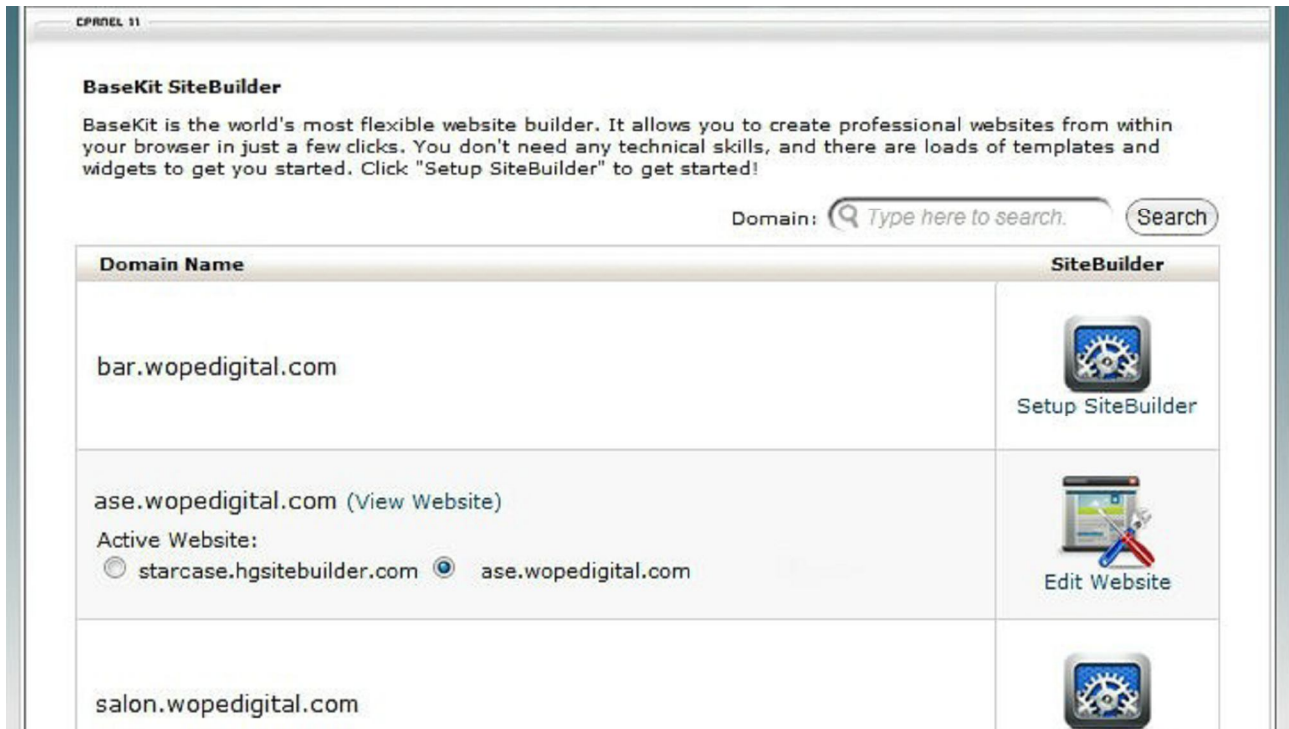 CPANEL 11
BaseKit SiteBuilder
BaseKit is the world's most flexible website builder. It allows you to create professional websites from within
your browser in just a few clicks. You don't need any technical skills, and there are loads of templates and
widgets to get you started. Click "Setup SiteBuilder" to get started!
Domain: Type here to search. Search
Domain Name SiteBuilder
bar.wopedigital.com
Setup SiteBuilder
ase.wopedigital.com (View Website)
Active Website:
starcase.hgsitebuilder.com ase.wopedigital.com
Edit Website
salon.wopedigital.com